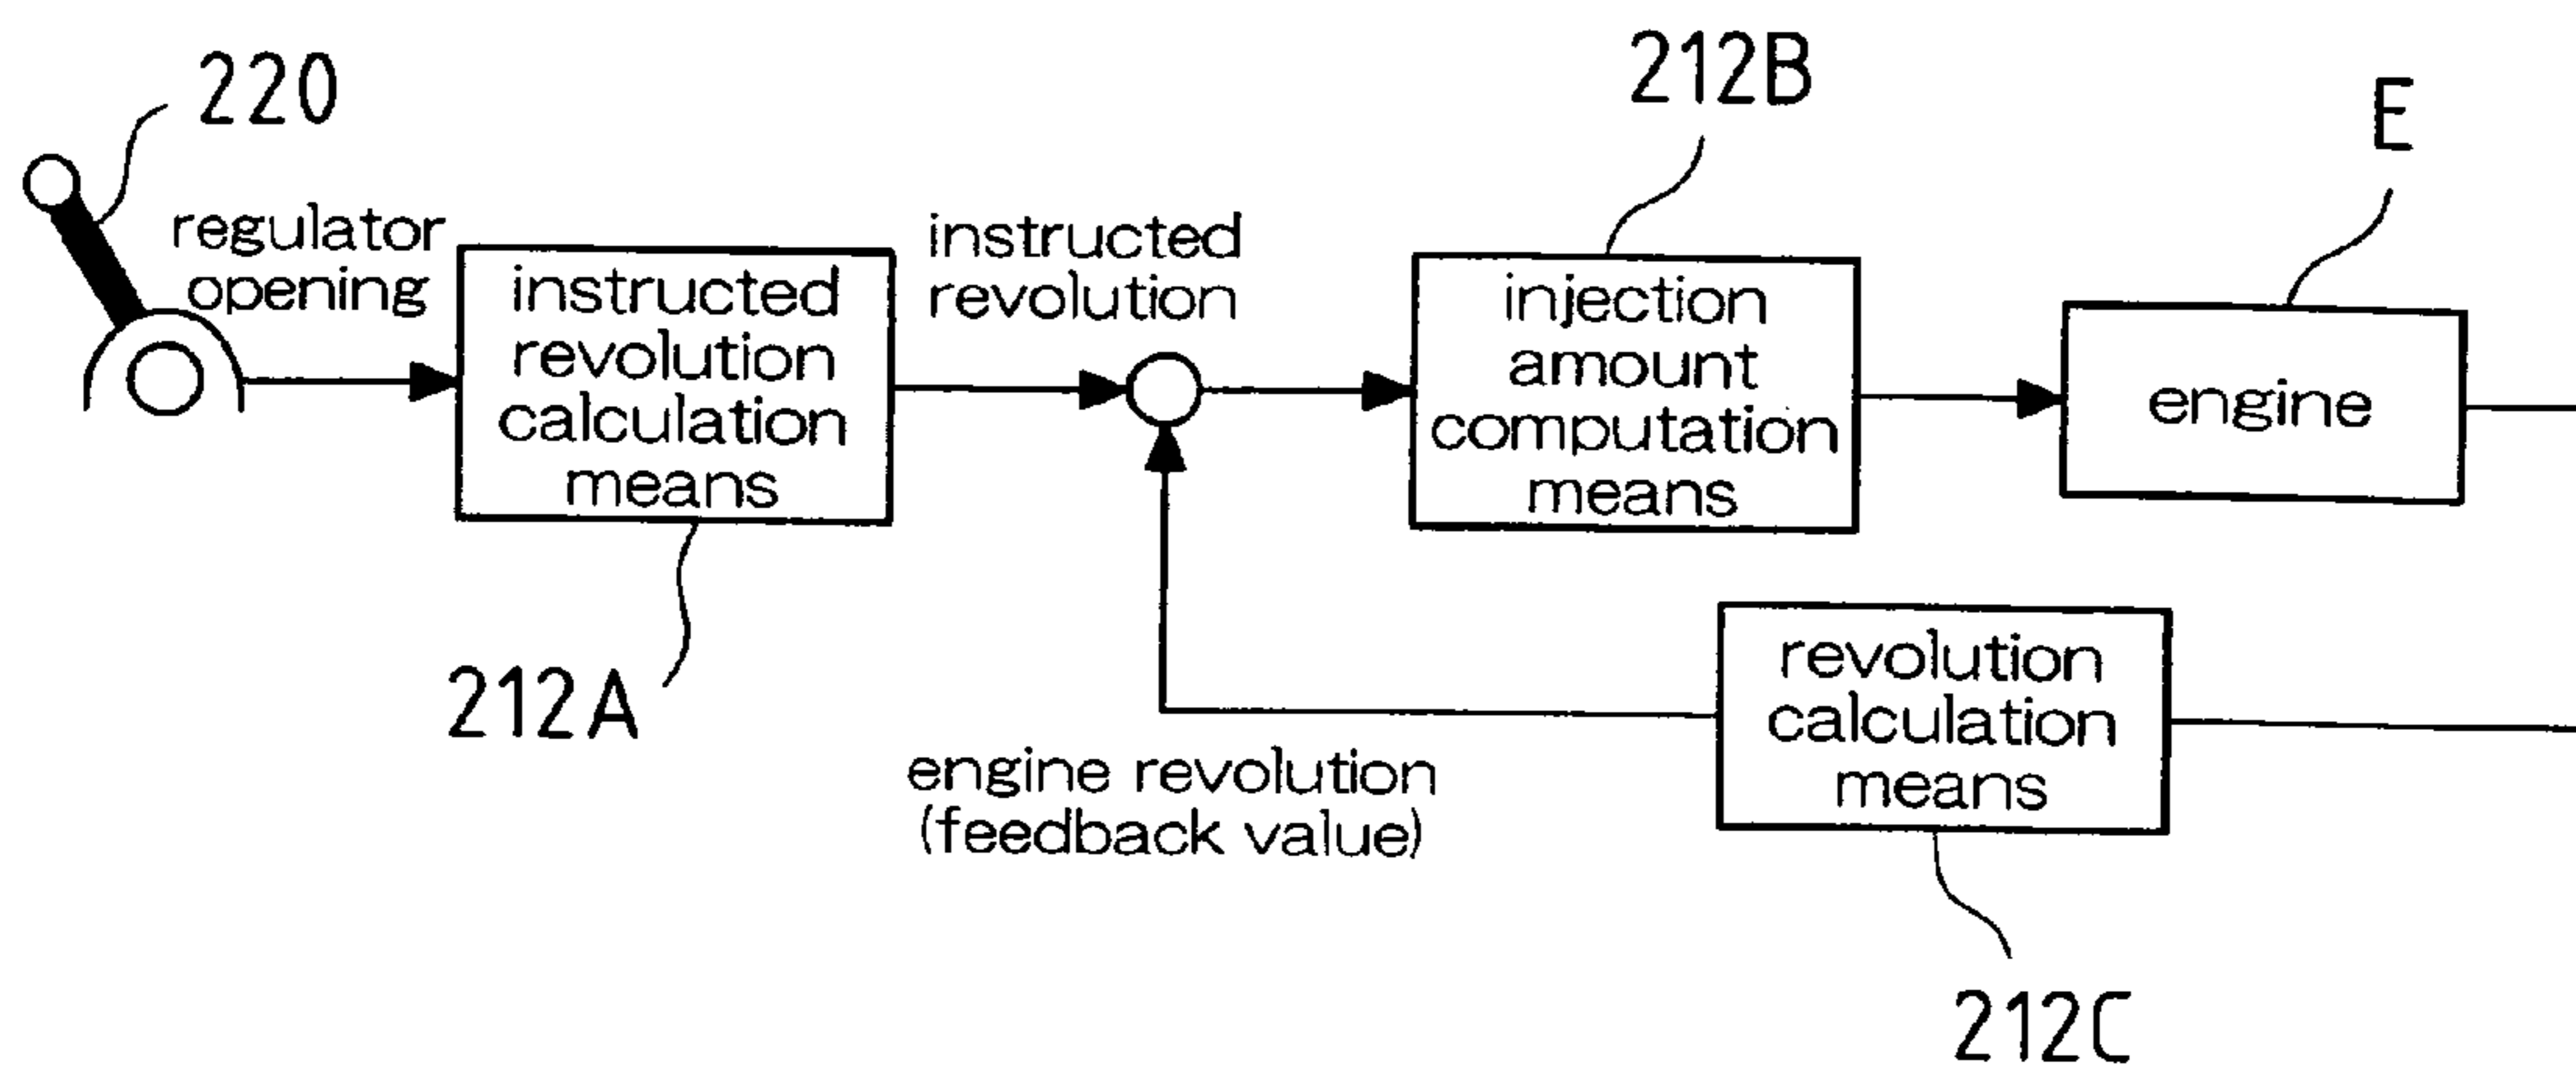 220
212B
E
regulator
opening
instructed
revolution
calculation
means
instructed
revolution
injection
amount
computation
means
engine
212A
engine revolution
(feedback value)
revolution
calculation
means
212C